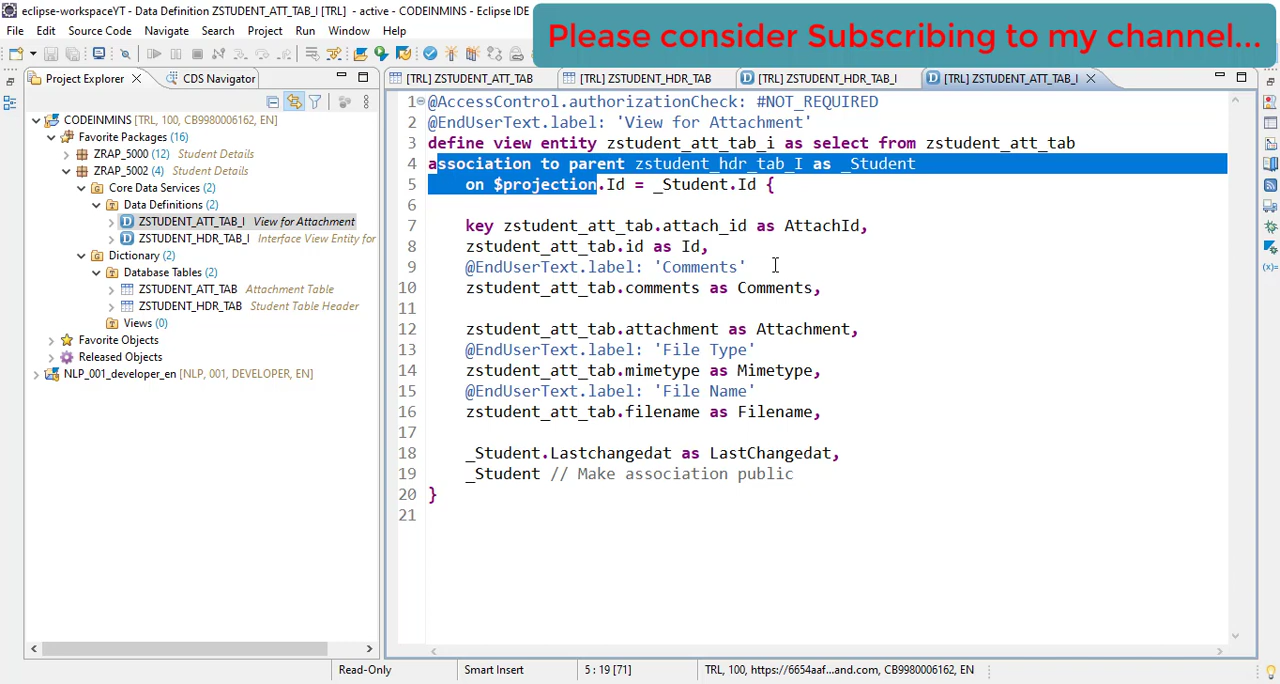 eclipse-workspaceYT - Data Definition ZSTUDENT_ATT_TAB_I [TRL] - active - CODEINMINS - Eclipse IDE
Please consider Subscribing to my channel...
File Edit Source Code Navigate Search Project Run Window Help
Project Explorer
CDS Navigator
[TRL] ZSTUDENT_ATT_TAB
[TRL] ZSTUDENT_HDR_TAB
[TRL] ZSTUDENT_HDR_TAB_I
[TRL] ZSTUDENT_ATT_TAB_I
CODEINMINS [TRL, 100, CB9980006162, EN]
Favorite Packages (16)
ZRAP_5000 (12) Student Details
ZRAP_5002 (4) Student Details
Core Data Services (2)
Data Definitions (2)
ZSTUDENT_ATT_TAB_I View for Attachment
ZSTUDENT_HDR_TAB_I Interface View Entity for
Dictionary (2)
Database Tables (2)
ZSTUDENT_ATT_TAB Attachment Table
ZSTUDENT_HDR_TAB Student Table Header
Views (0)
Favorite Objects
Released Objects
NLP_001_developer_en [NLP, 001, DEVELOPER, EN]
1 @AccessControl.authorizationCheck: #NOT_REQUIRED
2 @EndUserText.label: 'View for Attachment'
3 define view entity zstudent_att_tab_i as select from zstudent_att_tab
4 association to parent zstudent_hdr_tab_I as _Student
5 on $projection.Id = _Student.Id {
6
7 key zstudent_att_tab.attach_id as AttachId,
8 zstudent_att_tab.id as Id,
9 @EndUserText.label: 'Comments'
10 zstudent_att_tab.comments as Comments,
11
12 zstudent_att_tab.attachment as Attachment,
13 @EndUserText.label: 'File Type'
14 zstudent_att_tab.mimetype as Mimetype,
15 @EndUserText.label: 'File Name'
16 zstudent_att_tab.filename as Filename,
17
18 _Student.Lastchangedat as LastChangedat,
19 _Student // Make association public
20 }
21
Read-Only
Smart Insert
5 : 19 [71]
TRL, 100, https://6654aaf...and.com, CB9980006162, EN